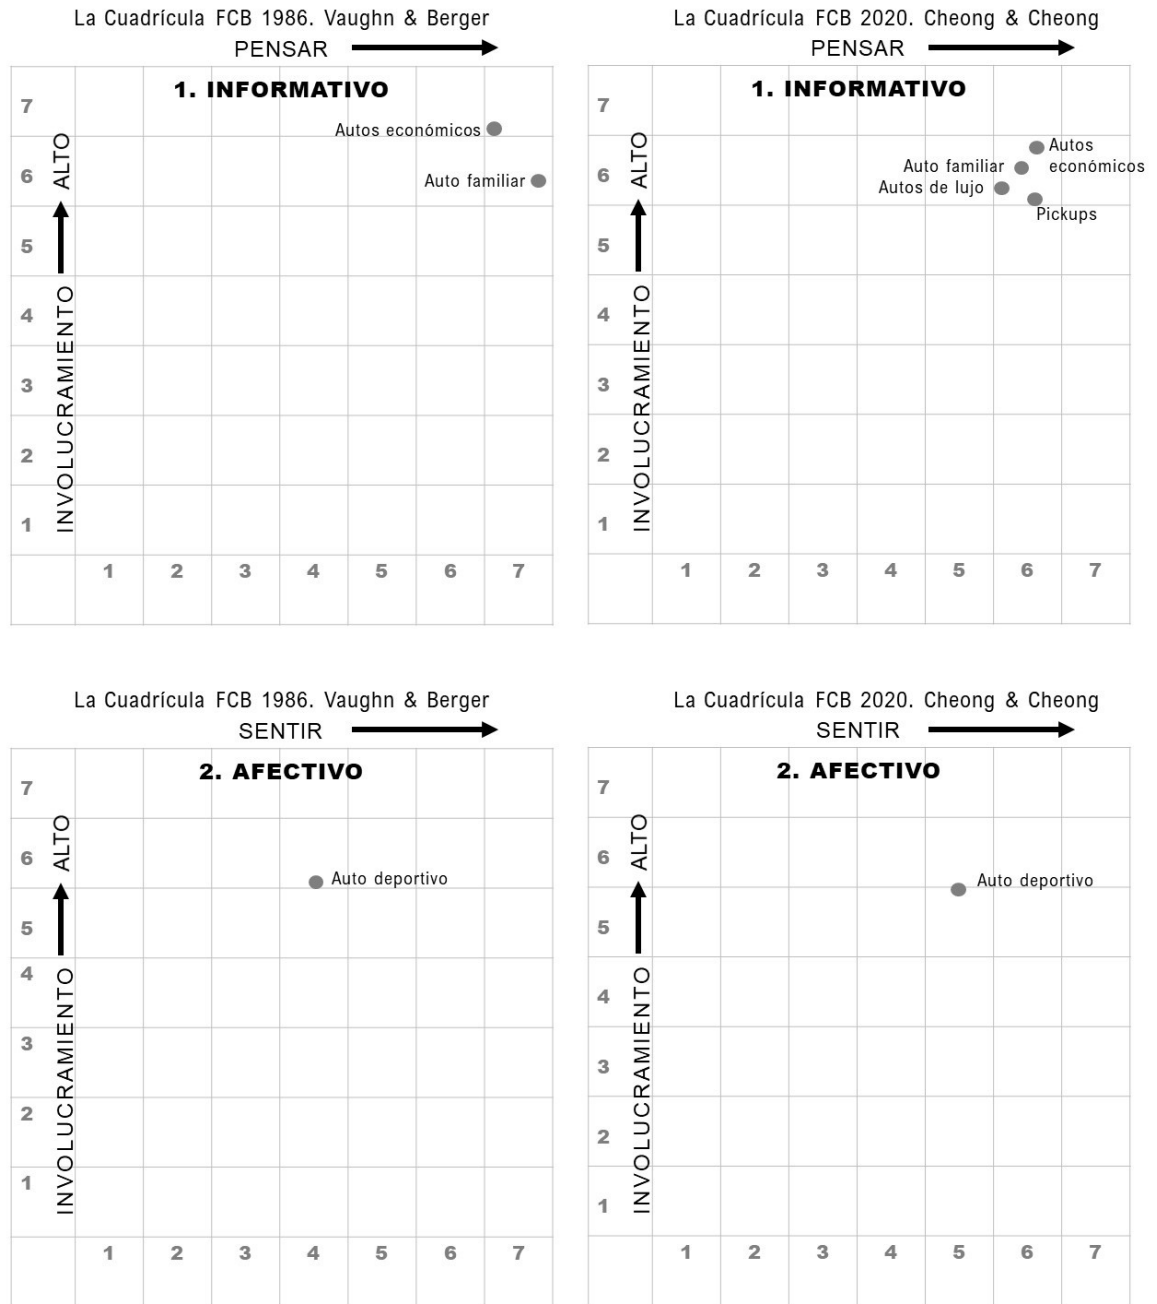 La Cuadrícula FCB 1986. Vaughn & Berger
PENSAR
1. INFORMATIVO
7
6
5
4
3
2
1
INVOLUCRAMIENTO ALTO
Autos económicos
Auto familiar
1 2 3 4 5 6 7
La Cuadrícula FCB 2020. Cheong & Cheong
PENSAR
1. INFORMATIVO
7
6
5
4
3
2
1
INVOLUCRAMIENTO ALTO
Autos
económicos
Auto familiar
Autos de lujo
Pickups
1 2 3 4 5 6 7
La Cuadrícula FCB 1986. Vaughn & Berger
SENTIR
2. AFECTIVO
7
6
5
4
3
2
1
INVOLUCRAMIENTO ALTO
Auto deportivo
1 2 3 4 5 6 7
La Cuadrícula FCB 2020. Cheong & Cheong
SENTIR
2. AFECTIVO
7
6
5
4
3
2
1
INVOLUCRAMIENTO ALTO
Auto deportivo
1 2 3 4 5 6 7